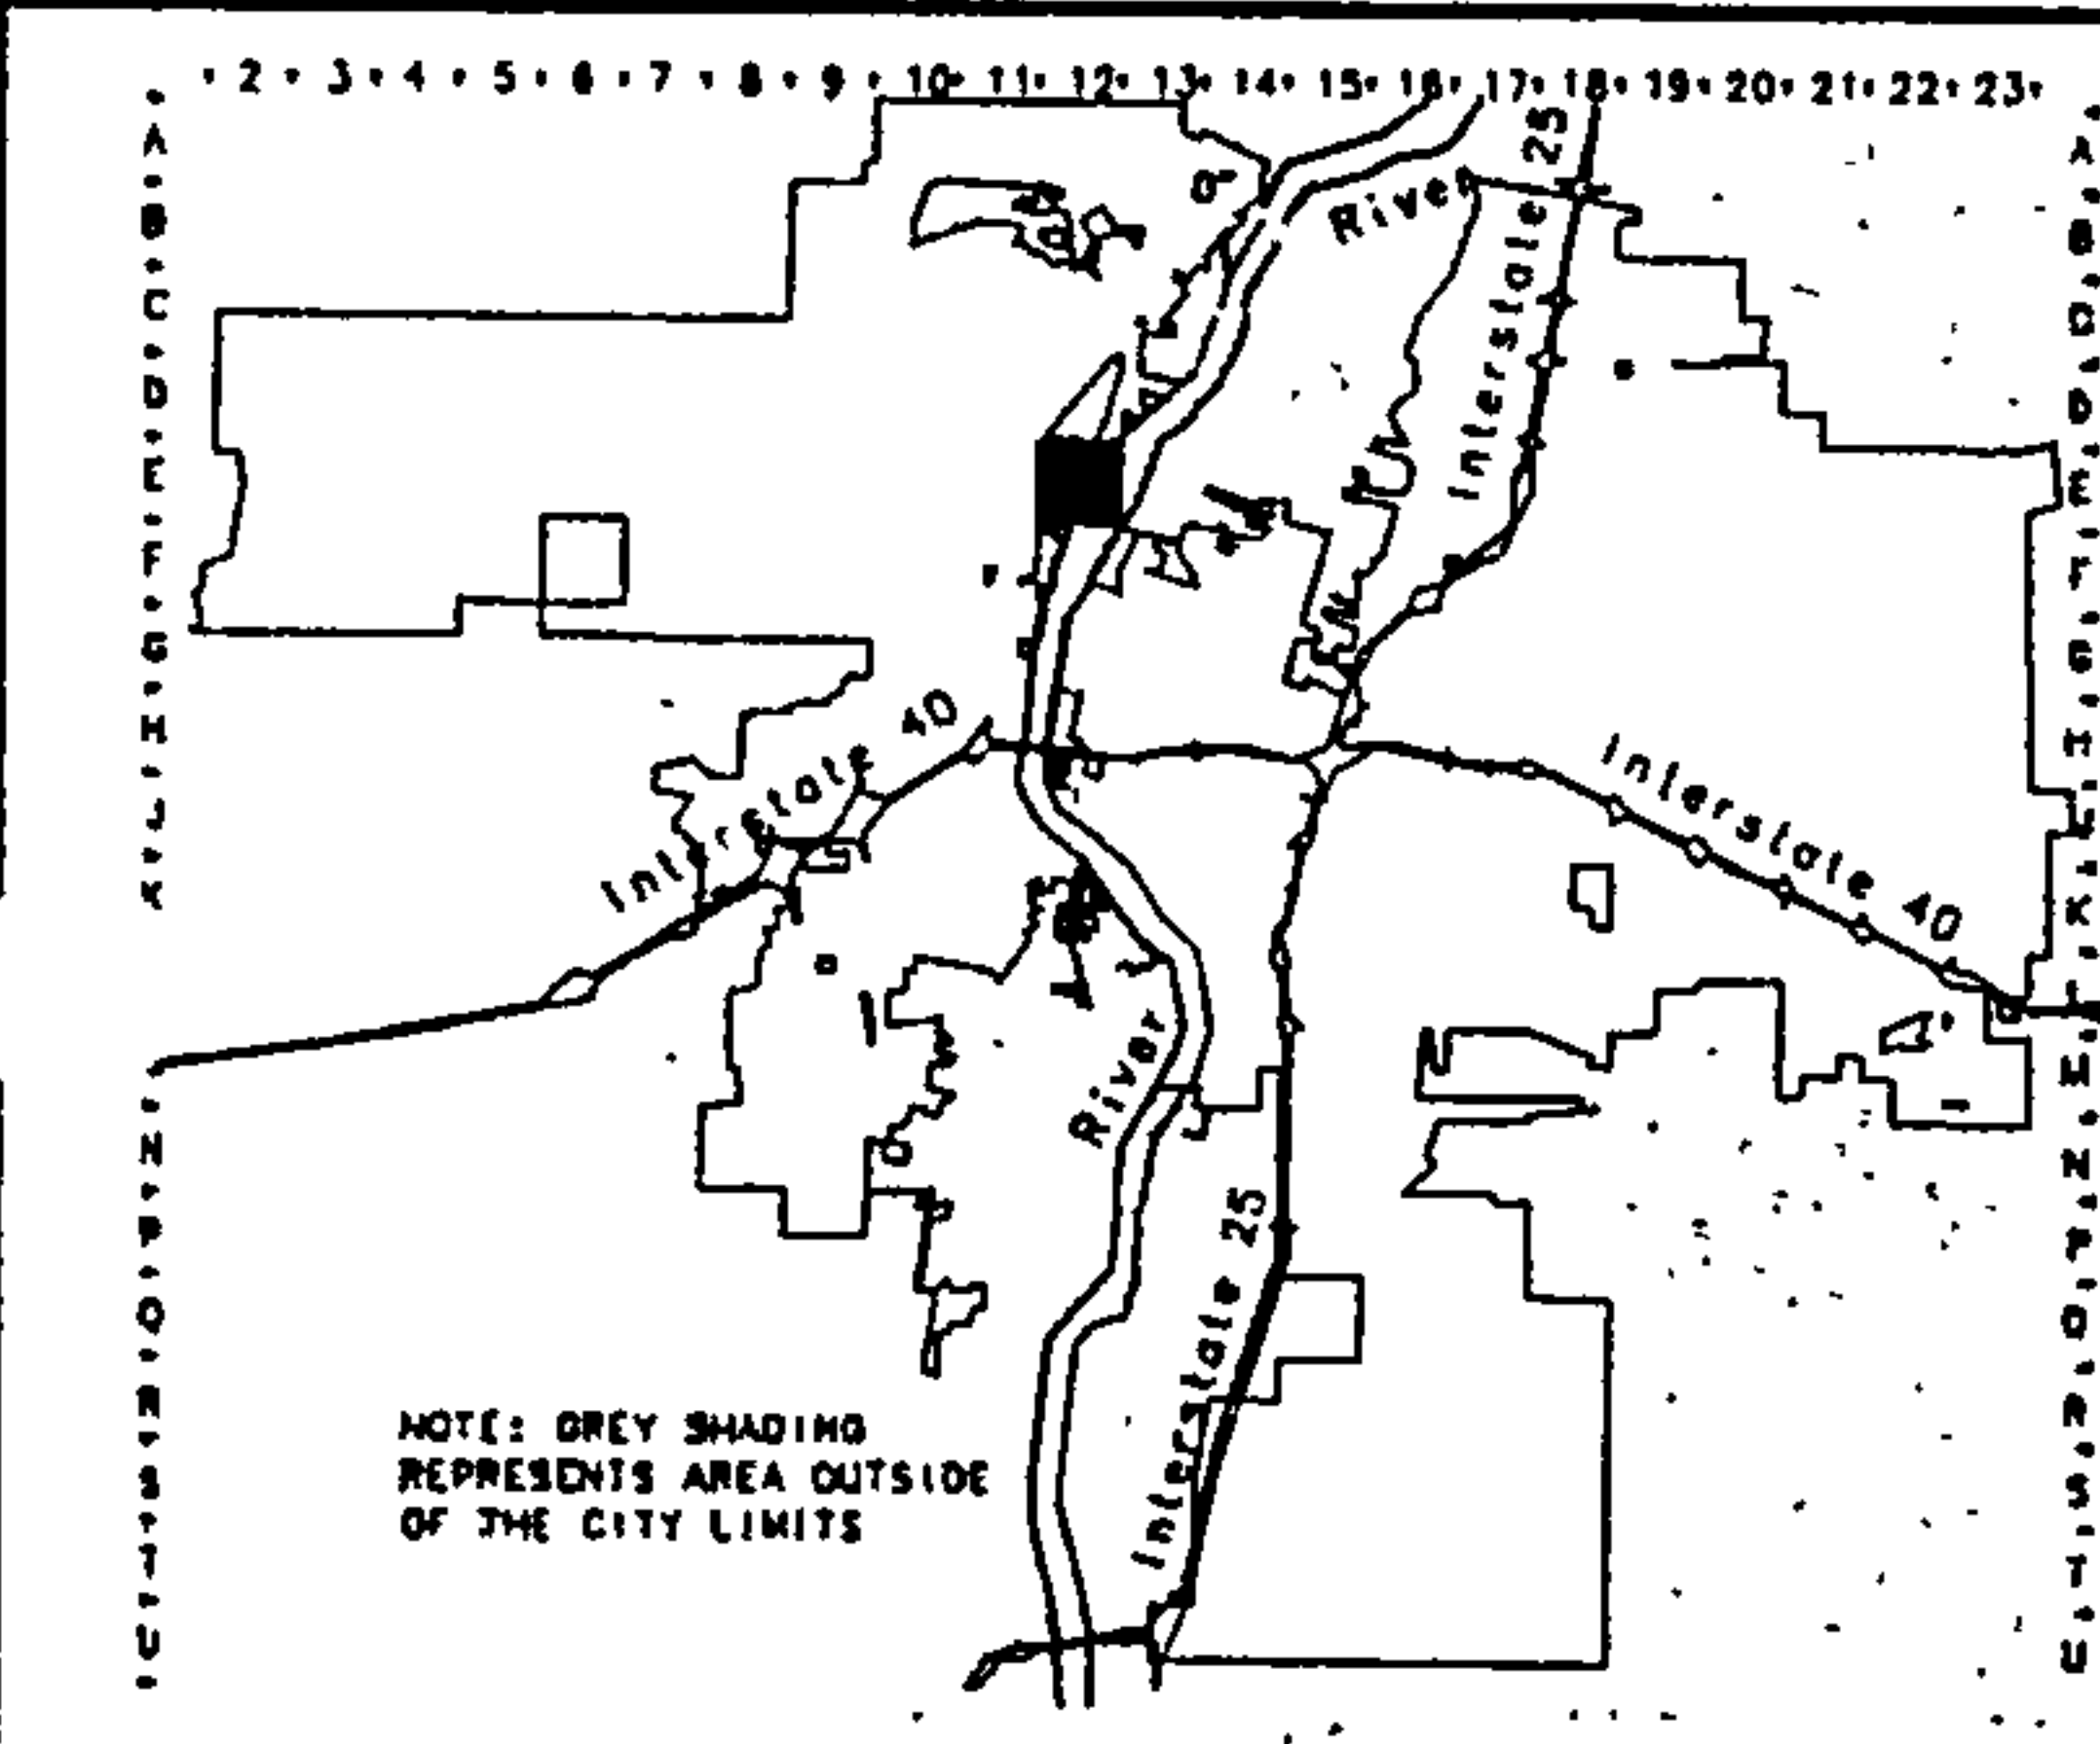 2 3 4 5 6 7 8 9 10 11 12 13 14 15 16 17 18 19 20 21 22 23
A
B
C
D
E
F
G
H
J
K
N
P
Q
R
S
T
U
River
Interstate 25
Interstate 40
Interstate 40
River
Interstate 25
NOTE: GREY SHADING
REPRESENTS AREA OUTSIDE
OF THE CITY LIMITS
A
B
C
D
E
F
G
H
J
K
L
M
N
P
Q
R
S
T
U